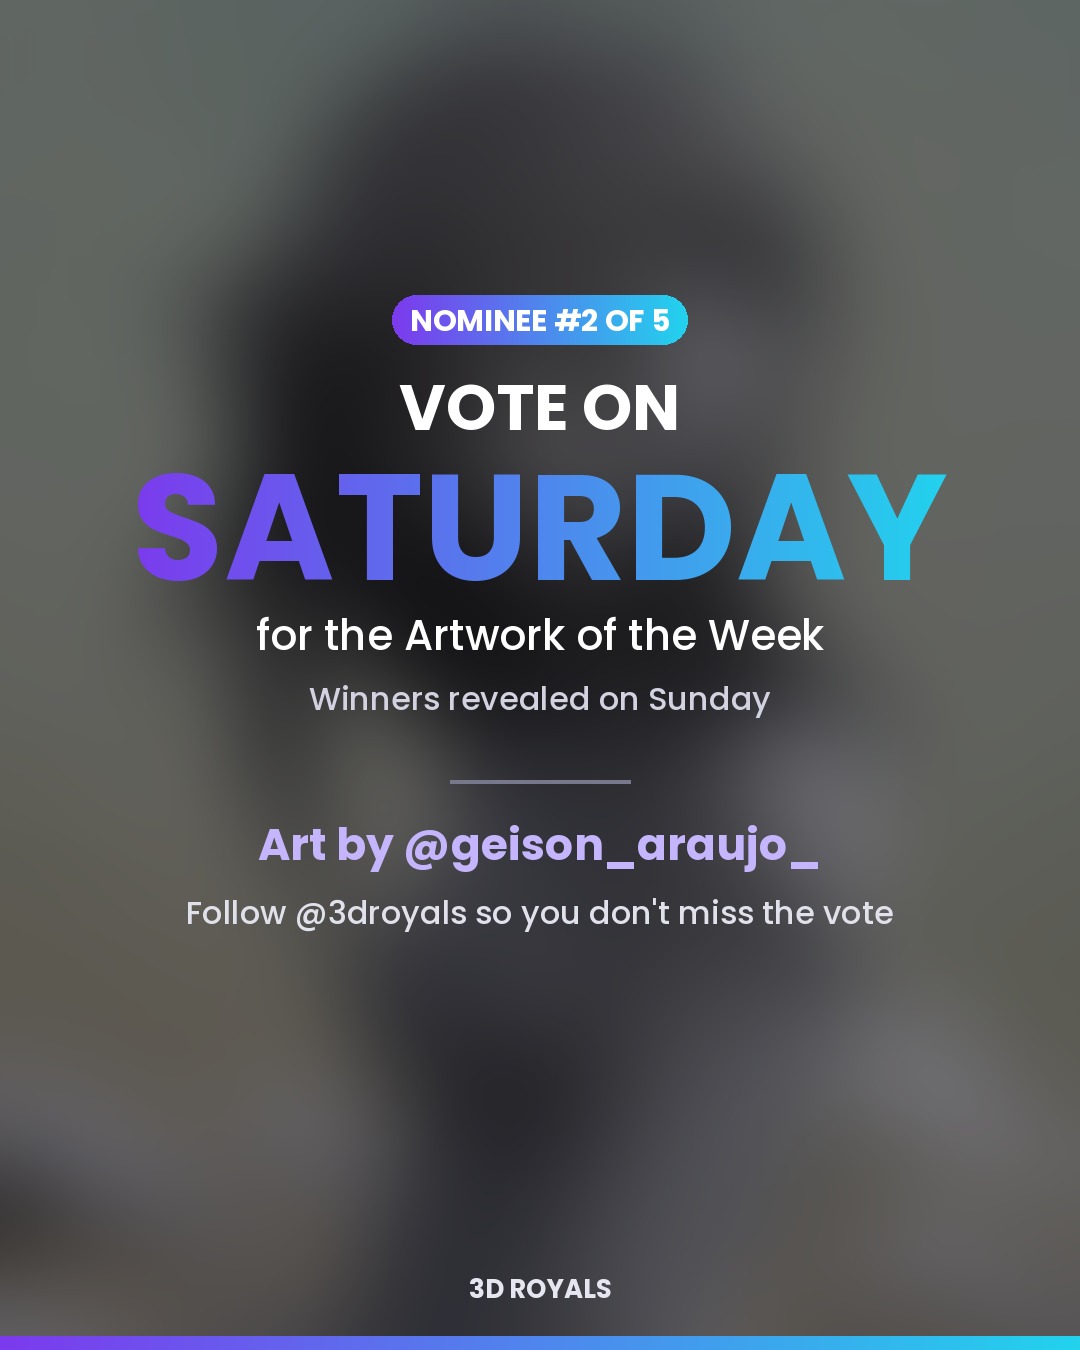 NOMINEE #2 OF 5
VOTE ON
SATURDAY
for the Artwork of the Week
Winners revealed on Sunday
Art by @geison_araujo_
Follow @3droyals so you don't miss the vote
3D ROYALS